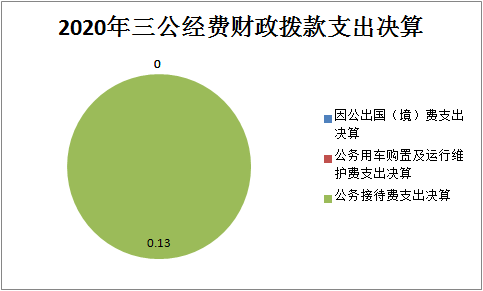 2020年三公经费财政拨款支出决算
0
0.13
因公出国（境）费支出
决算
公务用车购置及运行维
护费支出决算
公务接待费支出决算